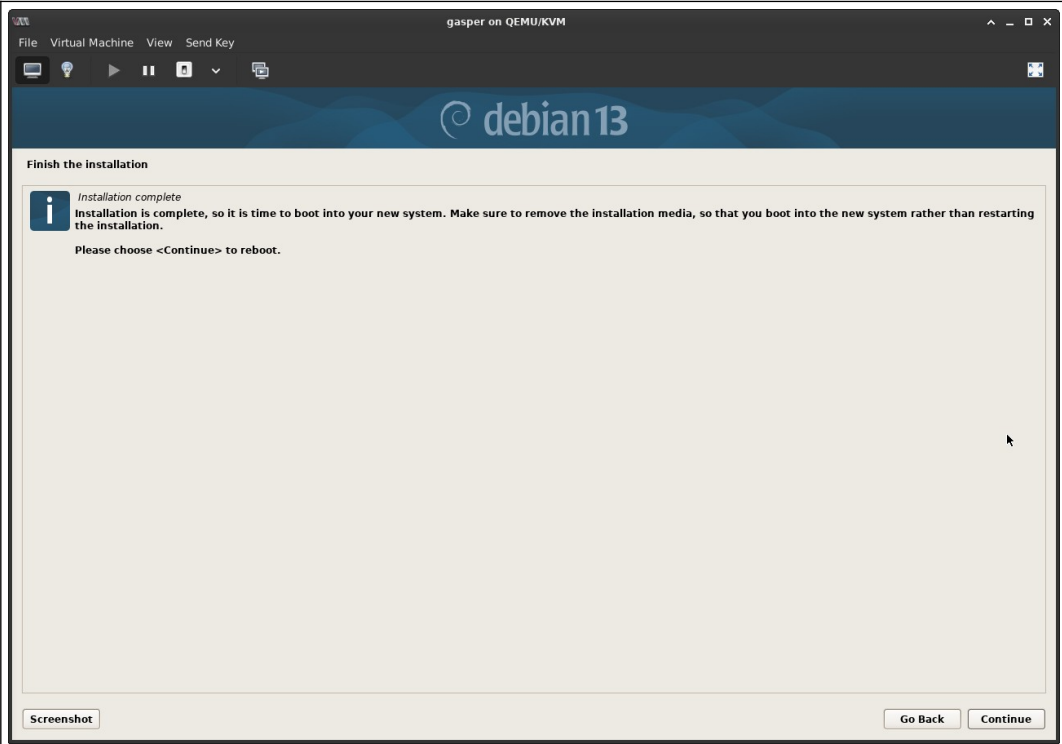 gasper on QEMU/KVM
File Virtual Machine View Send Key
debian 13
Finish the installation
Installation complete
Installation is complete, so it is time to boot into your new system. Make sure to remove the installation media, so that you boot into the new system rather than restarting
the installation.
Please choose <Continue> to reboot.
Screenshot
Go Back
Continue